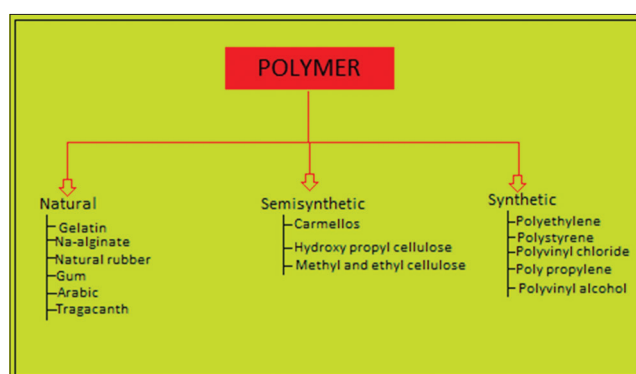 POLYMER
Natural
Gelatin
Na-alginate
Natural rubber
Gum
Arabic
Tragacanth
Semisynthetic
Carmellos
Hydroxy propyl cellulose
Methyl and ethyl cellulose
Synthetic
Polyethylene
Polystyrene
Polyvinyl chloride
Poly propylene
Polyvinyl alcohol